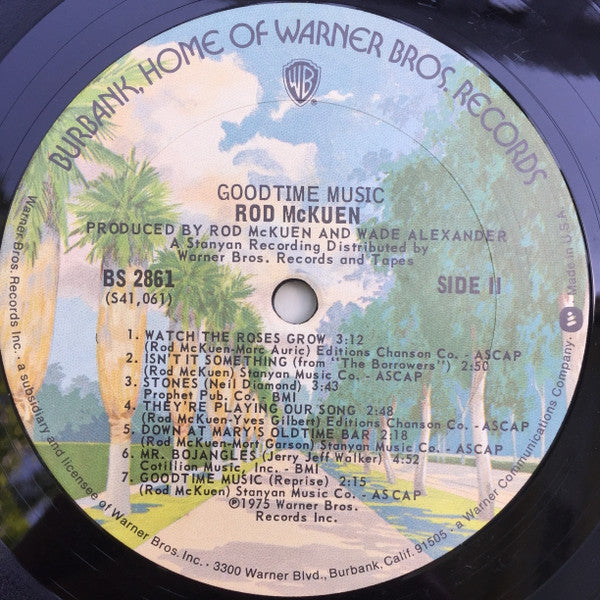 BURBANK, HOME OF WARNER BROS. RECORDS
WB®
GOODTIME MUSIC
ROD McKUEN
PRODUCED BY ROD McKUEN AND WADE ALEXANDER
A Stanyan Recording Distributed by
Warner Bros. Records and Tapes
BS 2861
(S41,061)
SIDE II
1. WATCH THE ROSES GROW 3:12
(Rod McKuen-Marc Auric) Editions Chanson Co. - ASCAP
2. ISN'T IT SOMETHING (from "The Borrowers") 2:50
(Rod McKuen) Stanyan Music Co. - ASCAP
3. STONES (Neil Diamond) 3:43
Prophet Pub. Co. BMI
4. THEY'RE PLAYING OUR SONG 2:48
(Rod McKuen-Yves Gilbert) Editions Chanson Co. - ASCAP
5. DOWN AT MARY'S OLDTIME BAR 2:18
(Rod McKuen-Mort Garson) Stanyan Music Co. - ASCAP
6. MR. BOJANGLES (Jerry Jeff Walker) 4:52
Cotillion Music, Inc. - BMI
7. GOODTIME MUSIC (Reprise) 2:15
(Rod McKuen) Stanyan Music Co. - ASCAP
℗1975 Warner Bros.
Records Inc.
Warner Bros. Records Inc. · a subsidiary and licensee of Warner Bros. Inc. · 3300 Warner Blvd., Burbank, Calif. 91505 · a Warner Communications Company · Made in U.S.A.